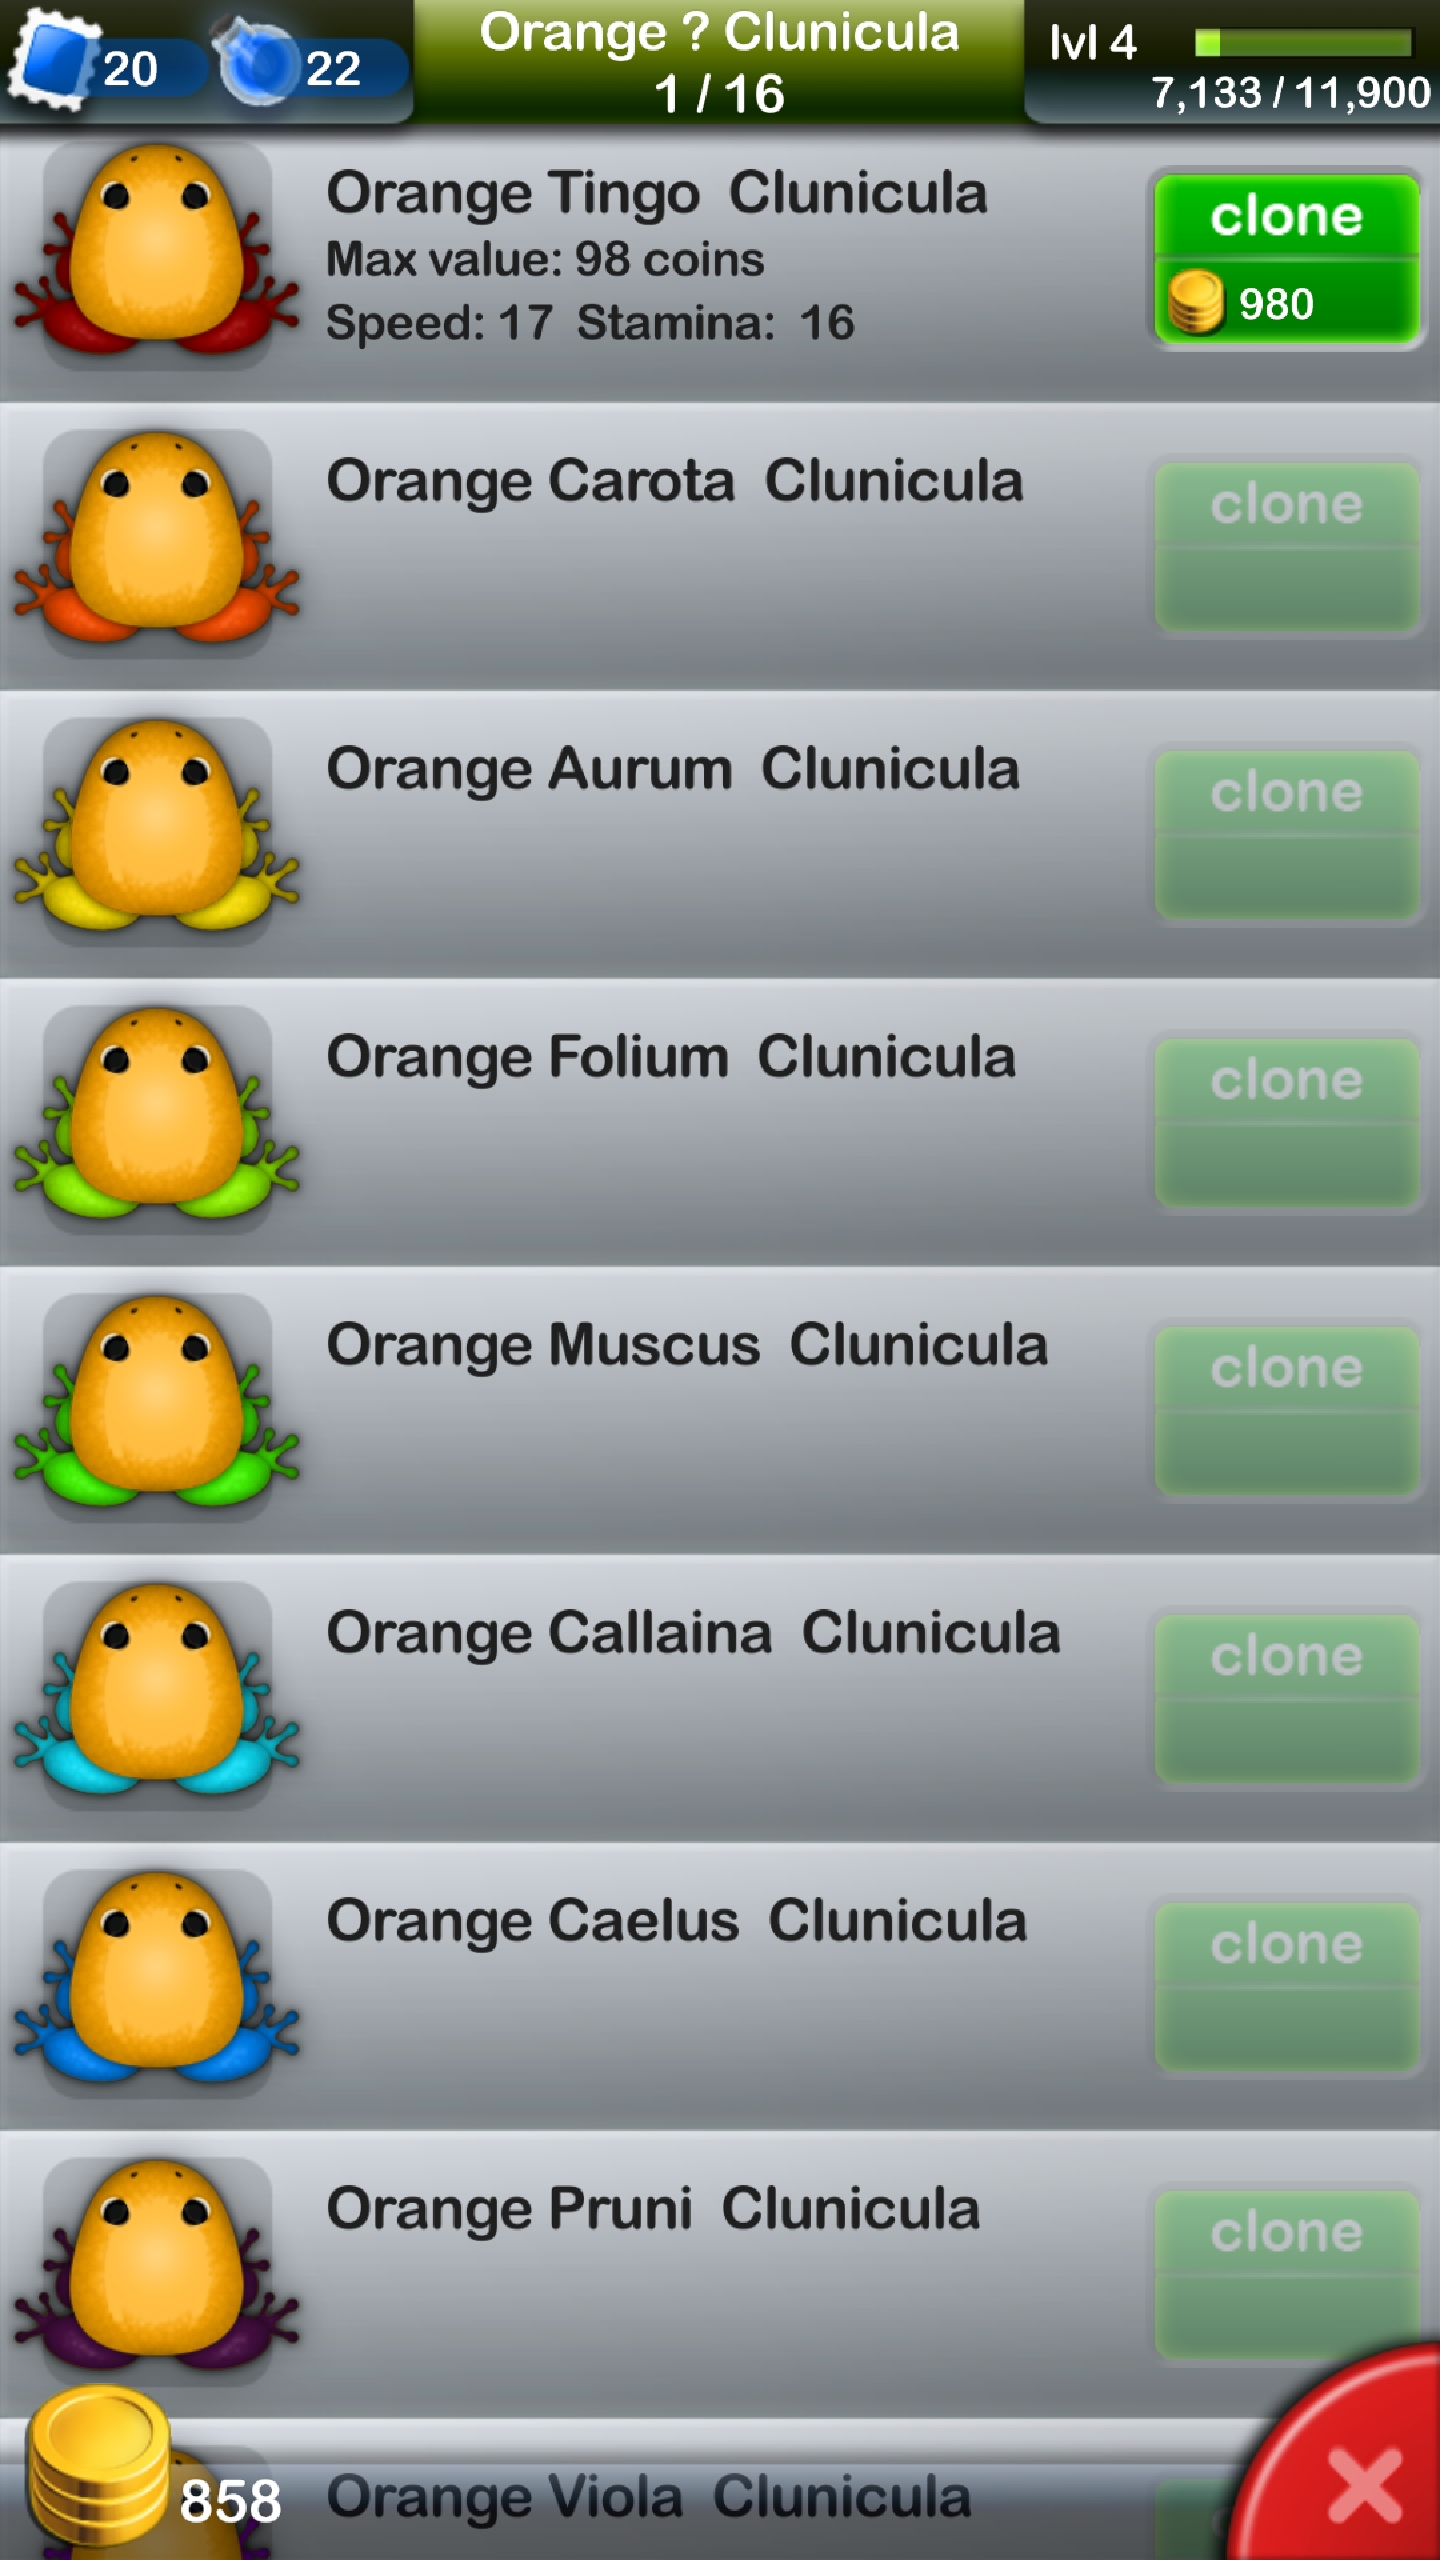 20
22
Orange ? Clunicula
1 / 16
lvl 4
7,133 / 11,900
Orange Tingo Clunicula
Max value: 98 coins
Speed: 17 Stamina: 16
clone
980
Orange Carota Clunicula
clone
Orange Aurum Clunicula
clone
Orange Folium Clunicula
clone
Orange Muscus Clunicula
clone
Orange Callaina Clunicula
clone
Orange Caelus Clunicula
clone
Orange Pruni Clunicula
clone
858
Orange Viola Clunicula